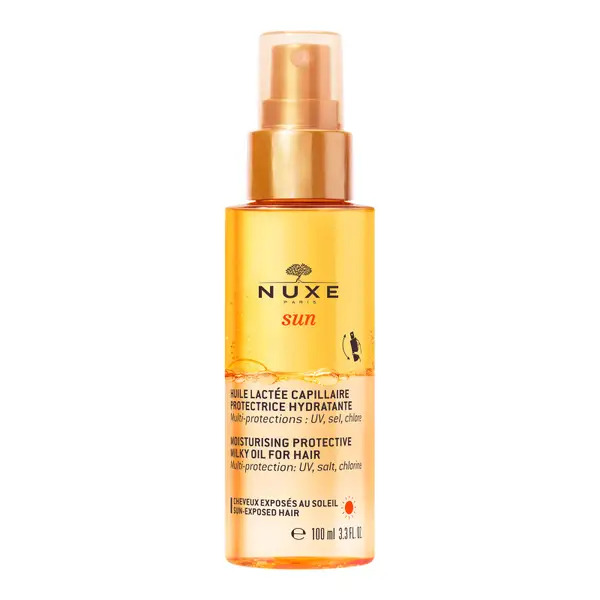 NUXE
PARIS
sun
HUILE LACTÉE CAPILLAIRE
PROTECTRICE HYDRATANTE
Multi-protections : UV, sel, chlore
MOISTURISING PROTECTIVE
MILKY OIL FOR HAIR
Multi-protection: UV, salt, chlorine
CHEVEUX EXPOSÉS AU SOLEIL
SUN-EXPOSED HAIR
e 100 ml 3.3 FL. OZ